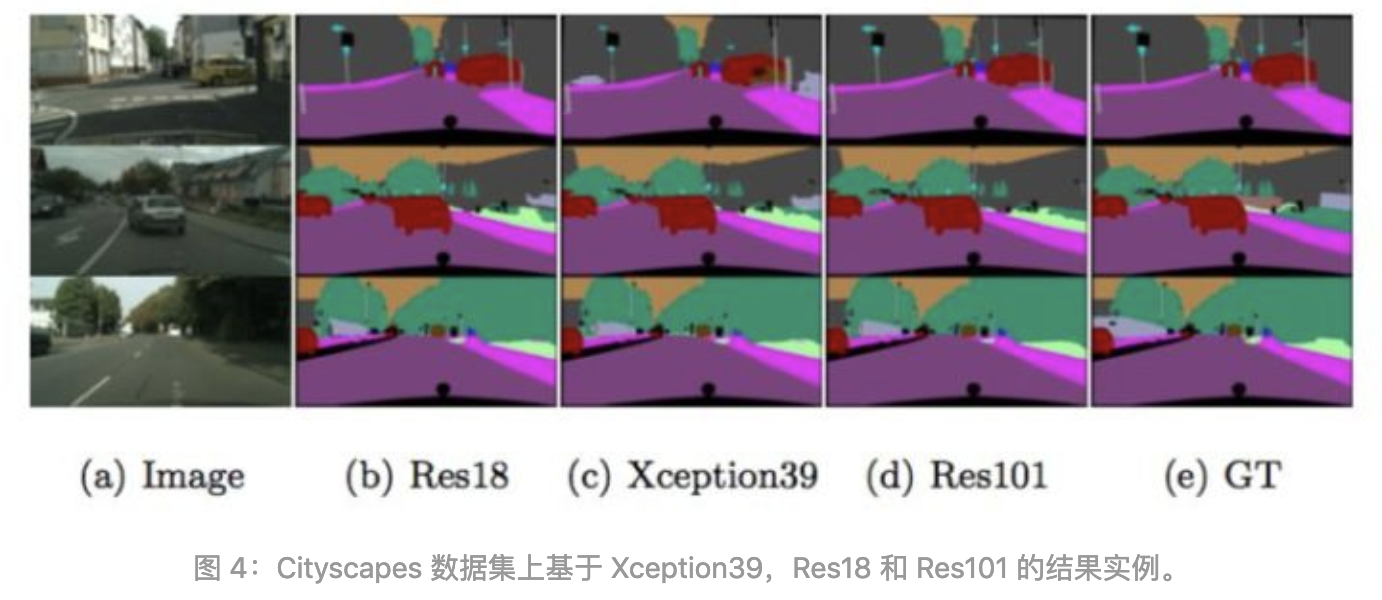 (a) Image (b) Res18 (c) Xception39 (d) Res101 (e) GT
图 4：Cityscapes 数据集上基于 Xception39，Res18 和 Res101 的结果实例。